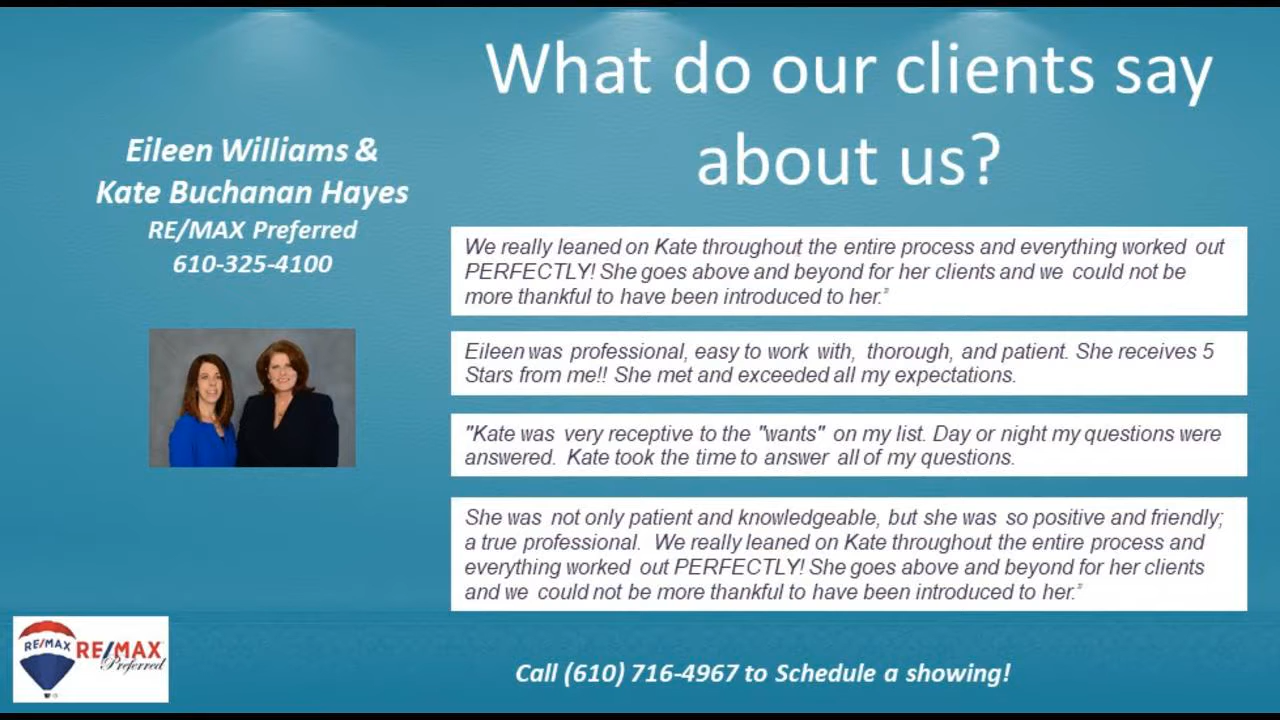 What do our clients say
about us?
Eileen Williams &
Kate Buchanan Hayes
RE/MAX Preferred
610-325-4100
We really leaned on Kate throughout the entire process and everything worked out
PERFECTLY! She goes above and beyond for her clients and we could not be
more thankful to have been introduced to her.”
Eileen was professional, easy to work with, thorough, and patient. She receives 5
Stars from me!! She met and exceeded all my expectations.
"Kate was very receptive to the "wants" on my list. Day or night my questions were
answered. Kate took the time to answer all of my questions.
She was not only patient and knowledgeable, but she was so positive and friendly;
a true professional. We really leaned on Kate throughout the entire process and
everything worked out PERFECTLY! She goes above and beyond for her clients
and we could not be more thankful to have been introduced to her.”
RE/MAX
RE/MAX
Preferred
Call (610) 716-4967 to Schedule a showing!